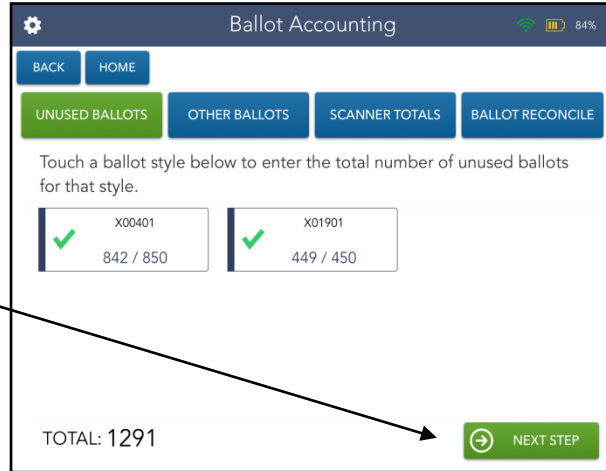 Ballot Accounting
84%
BACK HOME
UNUSED BALLOTS OTHER BALLOTS SCANNER TOTALS BALLOT RECONCILE
Touch a ballot style below to enter the total number of unused ballots
for that style.
X00401 X01901
842 / 850 449 / 450
TOTAL: 1291 NEXT STEP